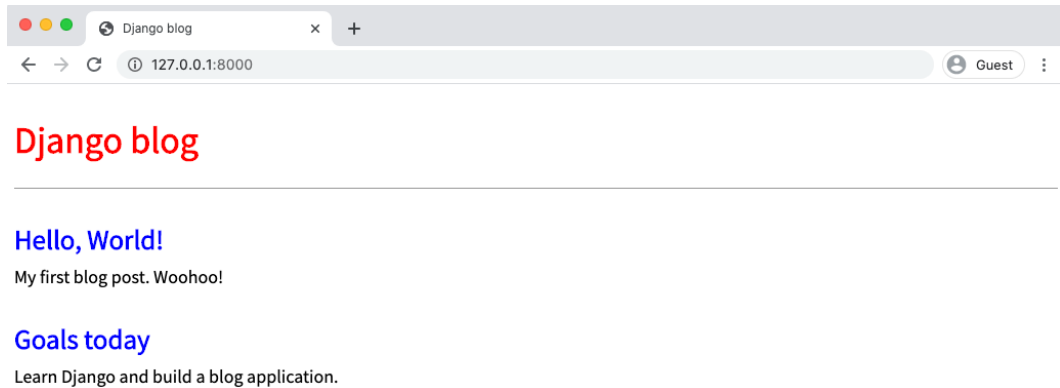 Django blog
127.0.0.1:8000
Guest
Django blog
Hello, World!
My first blog post. Woohoo!
Goals today
Learn Django and build a blog application.